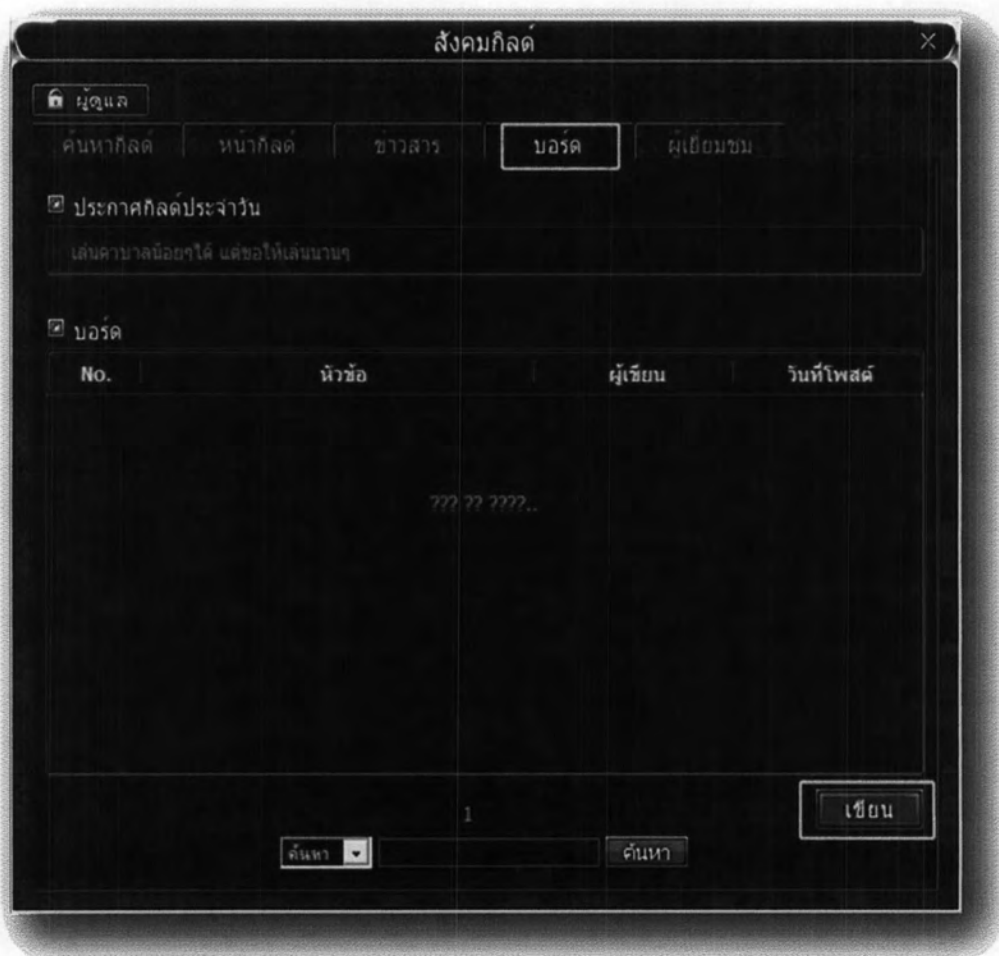 สังคมกิลด์
ผู้ดูแล
ค้นหากิลด์ หน้ากิลด์ ข่าวสาร บอร์ด ผู้เยี่ยมชม
ประกาศกิลด์ประจำวัน
เล่นคาบาลน้อยๆได้ แต่ขอให้เล่นนานๆ
บอร์ด
No. หัวข้อ ผู้เขียน วันที่โพสต์
??? ?? ????..
1
เขียน
ค้นหา ค้นหา